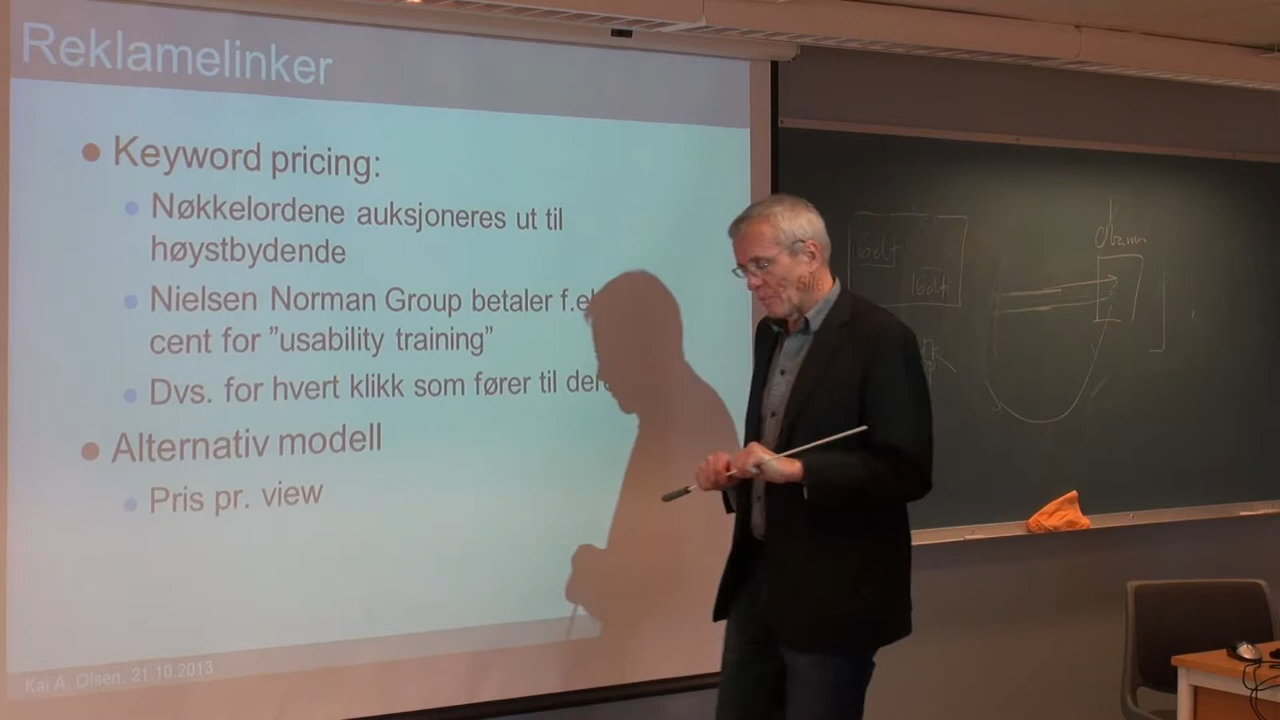 Reklamelinker
Keyword pricing:
Nøkkelordene auksjoneres ut til
høystbydende
Nielsen Norman Group betaler
cent for ”usability training”
Dvs. for hvert klikk som fører til
Alternativ modell
Pris pr. view
Kai A. Olsen, 21.10.2013
Obama